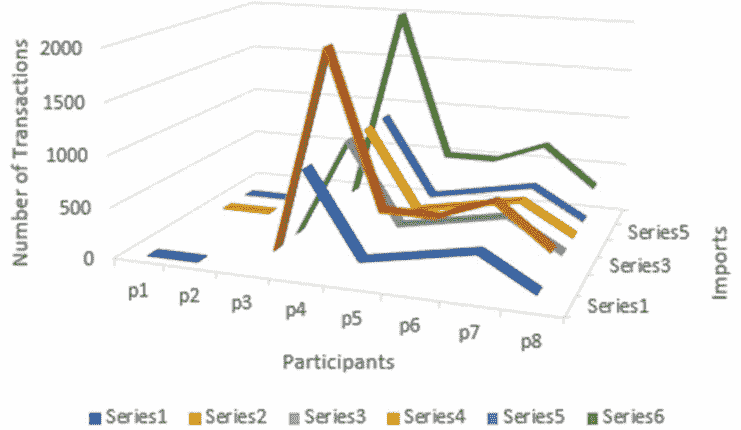 2000
1500
1000
500
0
Number of Transactions
p1
p2
p3
p4
p5
p6
p7
p8
Participants
Series5
Series3
Series1
Imports
Series1 Series2 Series3 Series4 Series5 Series6